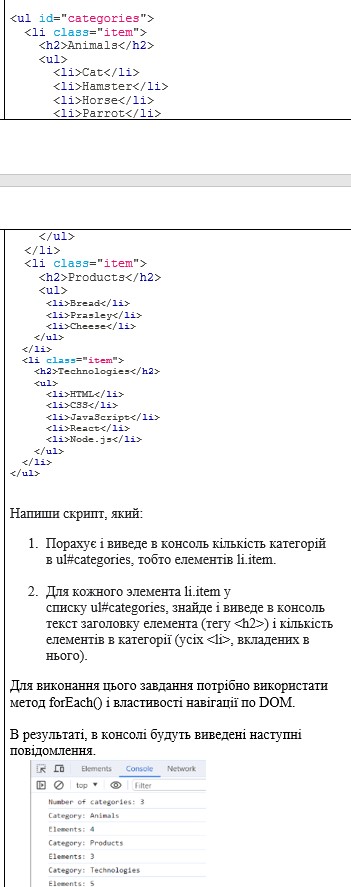 <ul id="categories">
<li class="item">
<h2>Animals</h2>
<ul>
<li>Cat</li>
<li>Hamster</li>
<li>Horse</li>
<li>Parrot</li>
</ul>
</li>
<li class="item">
<h2>Products</h2>
<ul>
<li>Bread</li>
<li>Prasley</li>
<li>Cheese</li>
</ul>
</li>
<li class="item">
<h2>Technologies</h2>
<ul>
<li>HTML</li>
<li>CSS</li>
<li>JavaScript</li>
<li>React</li>
<li>Node.js</li>
</ul>
</li>
</ul>
Напиши скрипт, який:
1. Порахує і виведе в консоль кількість категорій
в ul#categories, тобто елементів li.item.
2. Для кожного элемента li.item у
списку ul#categories, знайде і виведе в консоль
текст заголовку елемента (тегу <h2>) і кількість
елементів в категорії (усіх <li>, вкладених в
нього).
Для виконання цього завдання потрібно використати
метод forEach() і властивості навігації по DOM.
В результаті, в консолі будуть виведені наступні
повідомлення.
Elements Console Network
top ▼ Filter
Number of categories: 3
Category: Animals
Elements: 4
Category: Products
Elements: 3
Category: Technologies
Elements: 5